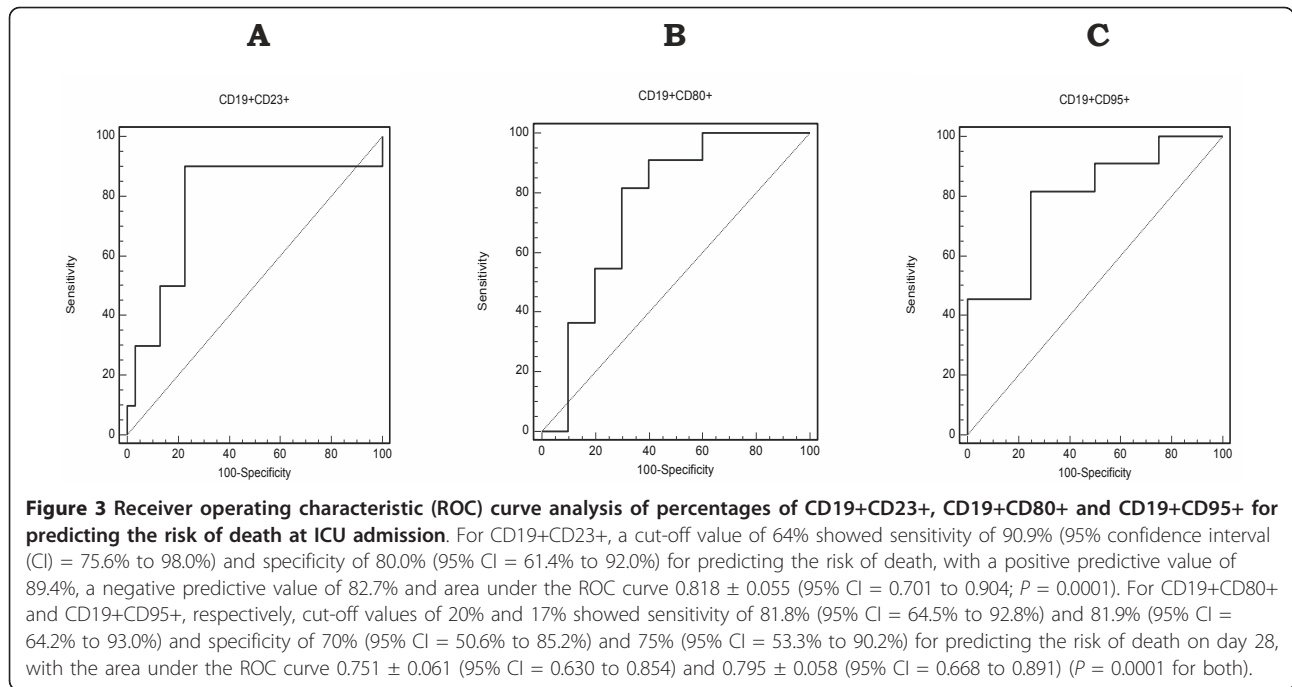 A B C
CD19+CD23+ CD19+CD80+ CD19+CD95+
100
80
60
40
20
0
Sensitivity
0 20 40 60 80 100
100-Specificity
100
80
60
40
20
0
Sensitivity
0 20 40 60 80 100
100-Specificity
100
80
60
40
20
0
Sensitivity
0 20 40 60 80 100
100-Specificity
Figure 3 Receiver operating characteristic (ROC) curve analysis of percentages of CD19+CD23+, CD19+CD80+ and CD19+CD95+ for
predicting the risk of death at ICU admission. For CD19+CD23+, a cut-off value of 64% showed sensitivity of 90.9% (95% confidence interval
(CI) = 75.6% to 98.0%) and specificity of 80.0% (95% CI = 61.4% to 92.0%) for predicting the risk of death, with a positive predictive value of
89.4%, a negative predictive value of 82.7% and area under the ROC curve 0.818 ± 0.055 (95% CI = 0.701 to 0.904; P = 0.0001). For CD19+CD80+
and CD19+CD95+, respectively, cut-off values of 20% and 17% showed sensitivity of 81.8% (95% CI = 64.5% to 92.8%) and 81.9% (95% CI =
64.2% to 93.0%) and specificity of 70% (95% CI = 50.6% to 85.2%) and 75% (95% CI = 53.3% to 90.2%) for predicting the risk of death on day 28,
with the area under the ROC curve 0.751 ± 0.061 (95% CI = 0.630 to 0.854) and 0.795 ± 0.058 (95% CI = 0.668 to 0.891) (P = 0.0001 for both).